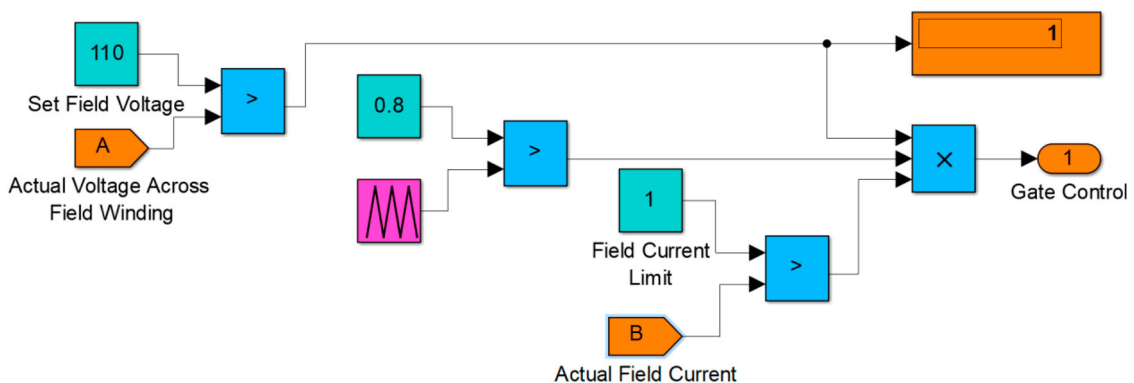 110
>
1
Set Field Voltage
0.8
A
>
×
1
Actual Voltage Across
Field Winding
Gate Control
1
Field Current
Limit
>
B
Actual Field Current